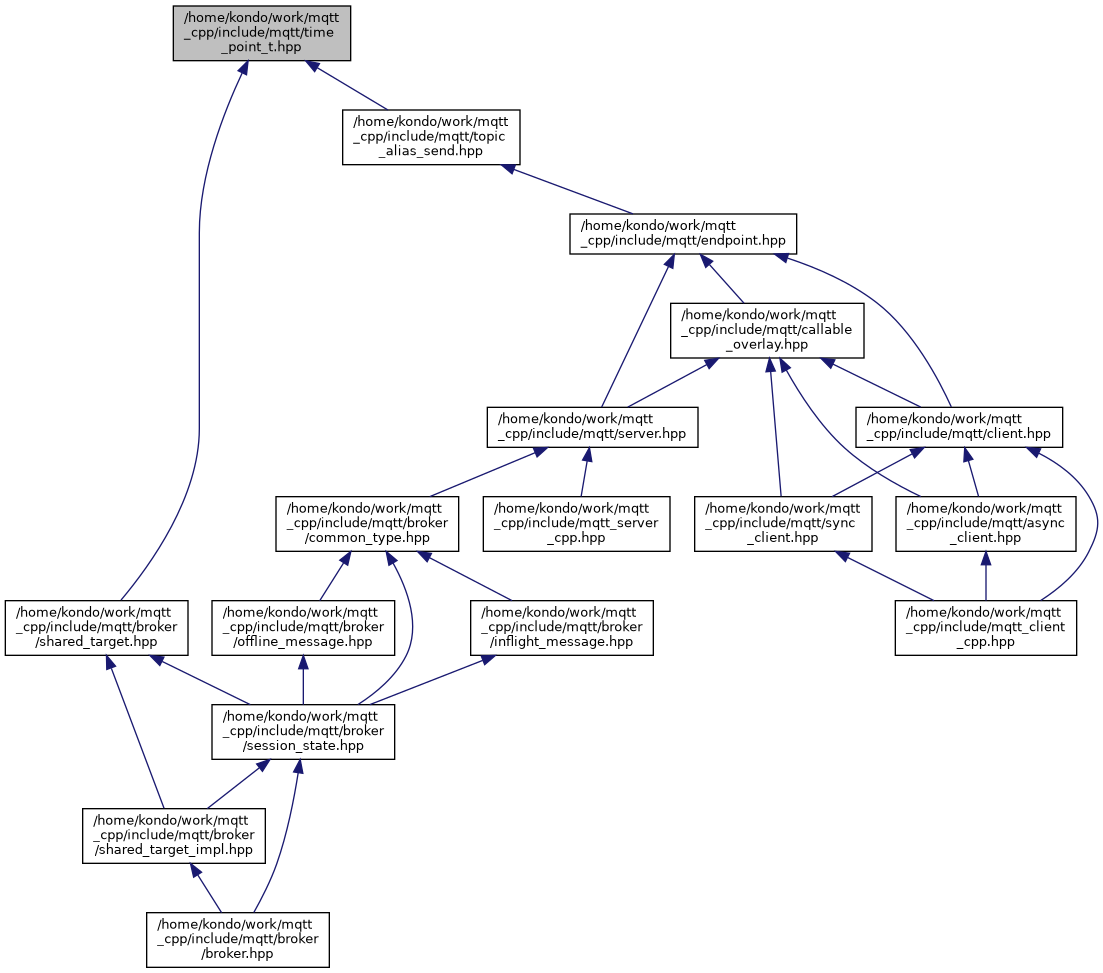 /home/kondo/work/mqtt
_cpp/include/mqtt/time
_point_t.hpp
/home/kondo/work/mqtt
_cpp/include/mqtt/topic
_alias_send.hpp
/home/kondo/work/mqtt
_cpp/include/mqtt/endpoint.hpp
/home/kondo/work/mqtt
_cpp/include/mqtt/callable
_overlay.hpp
/home/kondo/work/mqtt
_cpp/include/mqtt/server.hpp
/home/kondo/work/mqtt
_cpp/include/mqtt/client.hpp
/home/kondo/work/mqtt
_cpp/include/mqtt/broker
/common_type.hpp
/home/kondo/work/mqtt
_cpp/include/mqtt_server
_cpp.hpp
/home/kondo/work/mqtt
_cpp/include/mqtt/sync
_client.hpp
/home/kondo/work/mqtt
_cpp/include/mqtt/async
_client.hpp
/home/kondo/work/mqtt
_cpp/include/mqtt/broker
/shared_target.hpp
/home/kondo/work/mqtt
_cpp/include/mqtt/broker
/offline_message.hpp
/home/kondo/work/mqtt
_cpp/include/mqtt/broker
/inflight_message.hpp
/home/kondo/work/mqtt
_cpp/include/mqtt_client
_cpp.hpp
/home/kondo/work/mqtt
_cpp/include/mqtt/broker
/session_state.hpp
/home/kondo/work/mqtt
_cpp/include/mqtt/broker
/shared_target_impl.hpp
/home/kondo/work/mqtt
_cpp/include/mqtt/broker
/broker.hpp